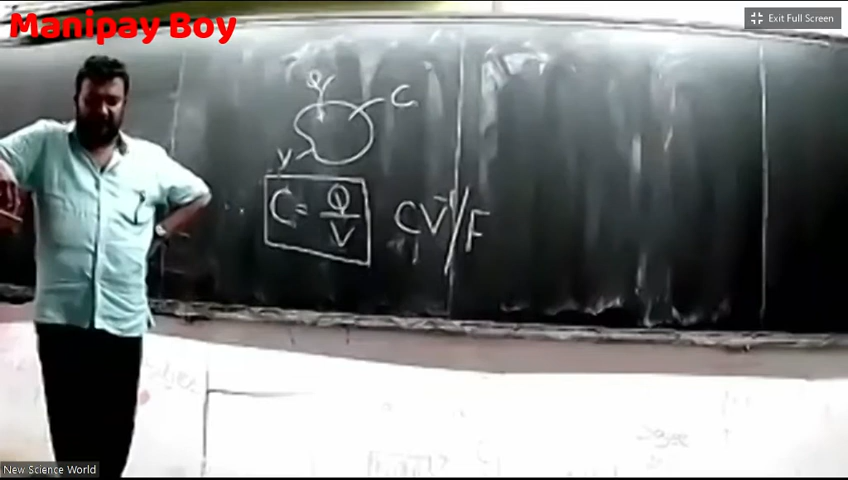 Manipay Boy
Exit Full Screen
Q
C
V
C = Q/V CV⁻¹/F
New Science World